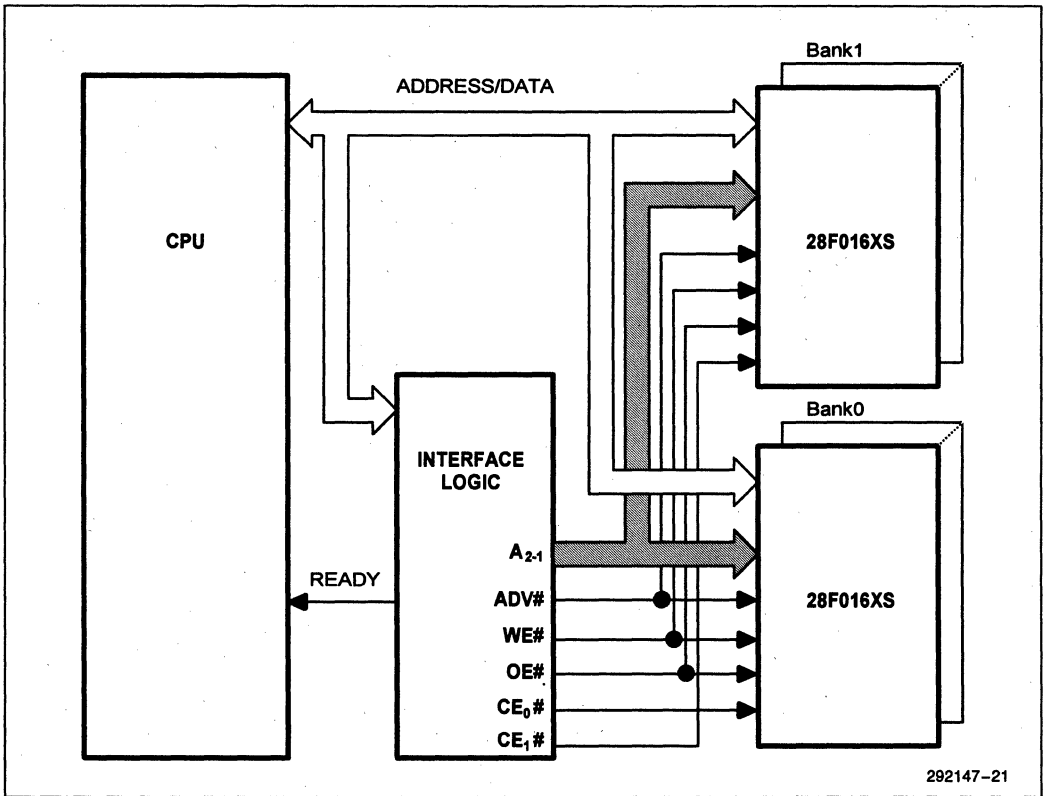 Bank1
ADDRESS/DATA
CPU
28F016XS
Bank0
INTERFACE
LOGIC
A2-1
READY
ADV#
28F016XS
WE#
OE#
CE0#
CE1#
292147-21